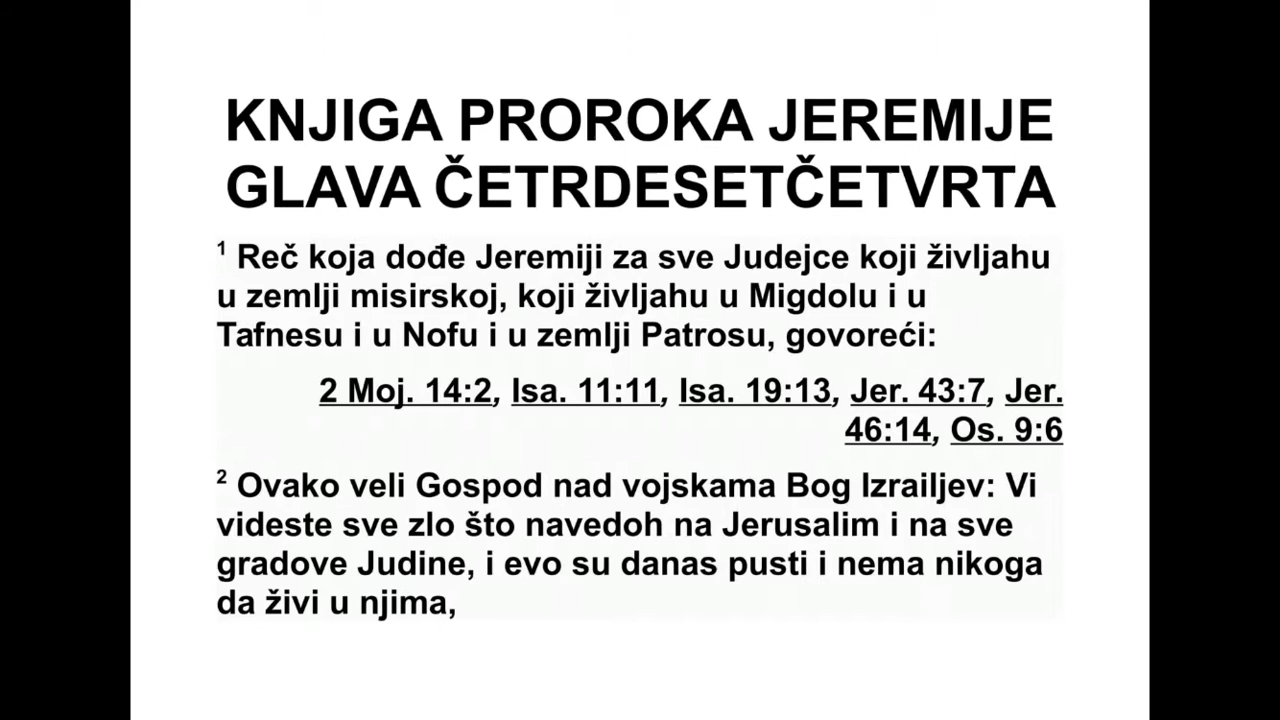 KNJIGA PROROKA JEREMIJE
GLAVA ČETRDESETČETVRTA
1 Reč koja dođe Jeremiji za sve Judejce koji življahu
u zemlji misirskoj, koji življahu u Migdolu i u
Tafnesu i u Nofu i u zemlji Patrosu, govoreći:
2 Moj. 14:2, Isa. 11:11, Isa. 19:13, Jer. 43:7, Jer.
46:14, Os. 9:6
2 Ovako veli Gospod nad vojskama Bog Izrailjev: Vi
videste sve zlo što navedoh na Jerusalim i na sve
gradove Judine, i evo su danas pusti i nema nikoga
da živi u njima,